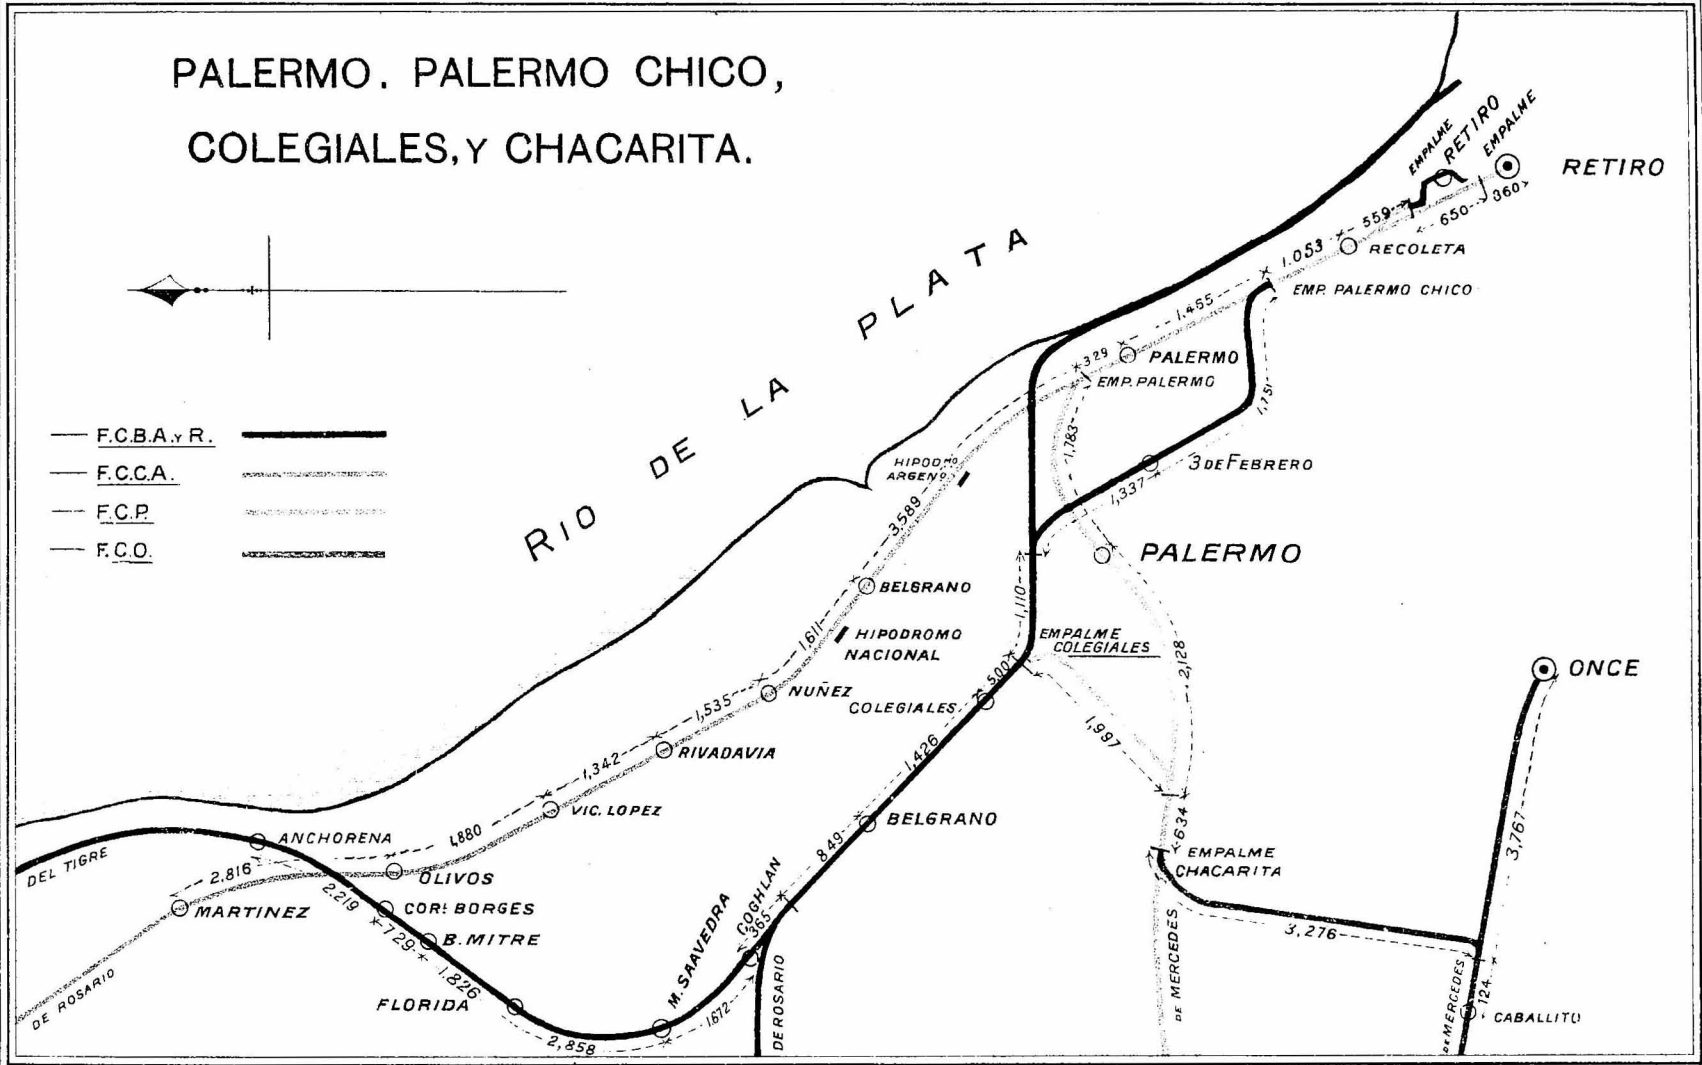 PALERMO. PALERMO CHICO,
COLEGIALES, Y CHACARITA.
F.C.B.A. Y R.
F.C.C.A.
F.C.P.
F.C.O.
RIO DE LA PLATA
EMPALME
RETIRO
EMPALME
RETIRO
360
650
559
RECOLETA
1.053
EMP. PALERMO CHICO
1,455
PALERMO
329
EMP. PALERMO
1,751
1,783
3 DE FEBRERO
1,337
HIPODMO
ARGENO
3,589
PALERMO
BELGRANO
1,110
1,611
HIPODROMO
NACIONAL
EMPALME
COLEGIALES
2,128
500
NUÑEZ
COLEGIALES
ONCE
1,535
1,997
RIVADAVIA
1,426
1,342
VIC. LOPEZ
BELGRANO
634
3,767
849
ANCHORENA
4,880
EMPALME
CHACARITA
DEL TIGRE
2,816
OLIVOS
2,219
MARTINEZ
COR.L BORGES
COGHLAN
365
3,276
729
B. MITRE
M. SAAVEDRA
DE ROSARIO
1.826
FLORIDA
1,672
2,858
DE ROSARIO
DE MERCEDES
DE MERCEDES
124
CABALLITO